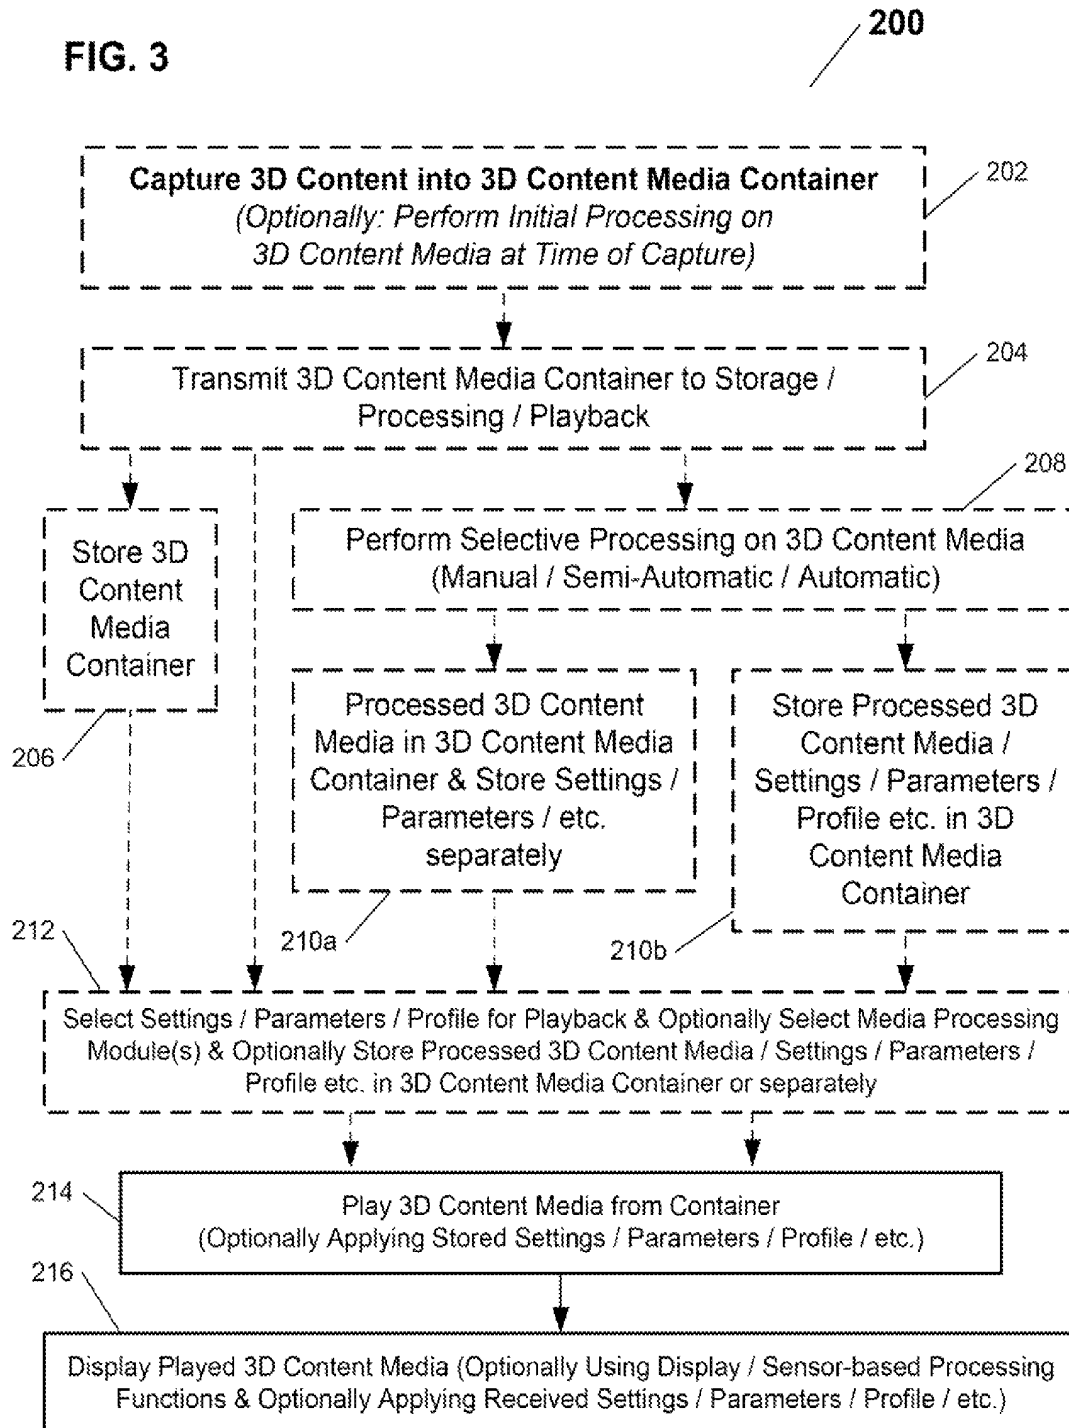 200
FIG. 3
Capture 3D Content into 3D Content Media Container
(Optionally: Perform Initial Processing on
3D Content Media at Time of Capture)
202
Transmit 3D Content Media Container to Storage /
Processing / Playback
204
208
Store 3D
Content
Media
Container
206
Perform Selective Processing on 3D Content Media
(Manual / Semi-Automatic / Automatic)
Processed 3D Content
Media in 3D Content Media
Container & Store Settings /
Parameters / etc.
separately
210a
Store Processed 3D
Content Media /
Settings / Parameters /
Profile etc. in 3D
Content Media
Container
210b
212
Select Settings / Parameters / Profile for Playback & Optionally Select Media Processing
Module(s) & Optionally Store Processed 3D Content Media / Settings / Parameters /
Profile etc. in 3D Content Media Container or separately
214
Play 3D Content Media from Container
(Optionally Applying Stored Settings / Parameters / Profile / etc.)
216
Display Played 3D Content Media (Optionally Using Display / Sensor-based Processing
Functions & Optionally Applying Received Settings / Parameters / Profile / etc.)